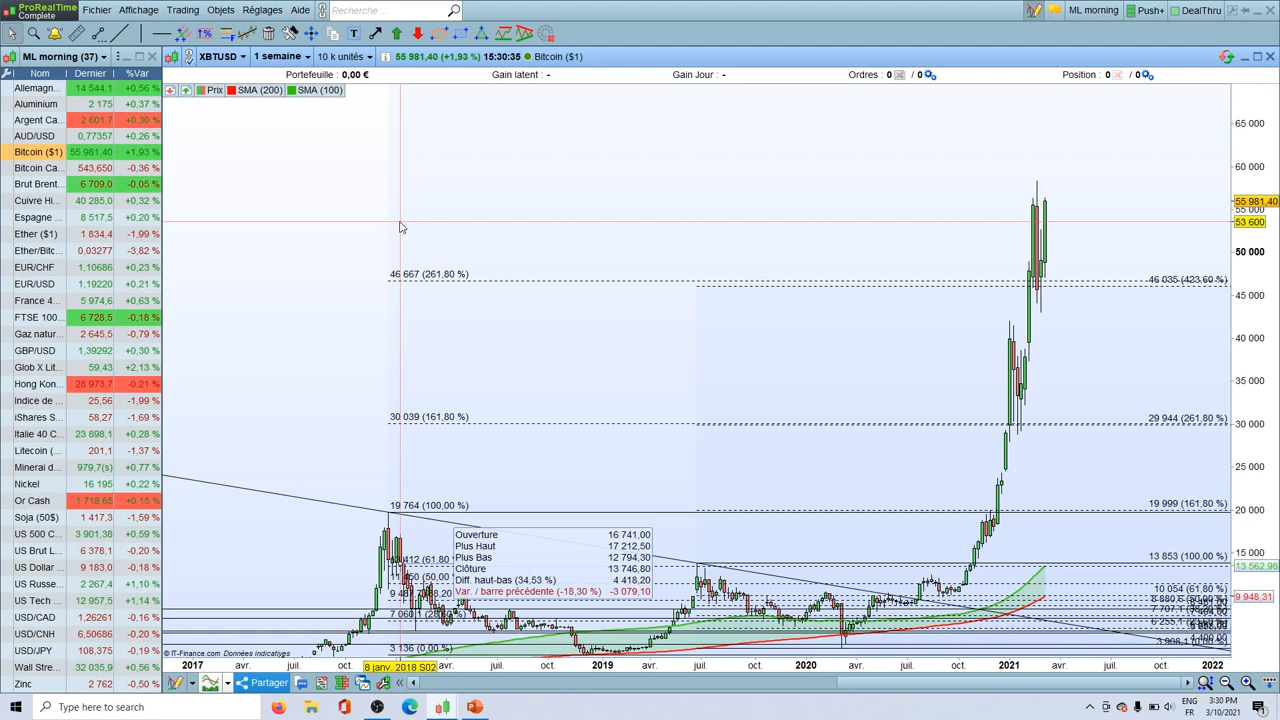 ProRealTime
Complete
Fichier Affichage Trading Objets Réglages Aide
Recherche ...
ML morning Push+ DealThru
1%
T
ML morning (37)
XBTUSD 1 semaine 10 k unités 55 981,40 (+1,93 %) 15:30:35 Bitcoin ($1)
Nom Dernier %Var
Portefeuille : 0,00 € Gain latent : - Gain Jour : - Ordres : 0 / 0 Position : 0 / 0
Prix SMA (200) SMA (100)
Allemagn... 14 544,1 +0,56 %
Aluminium 2 175 +0,37 %
Argent Ca... 2 601,7 +0,30 %
AUD/USD 0,77357 +0,26 %
Bitcoin ($1) 55 981,40 +1,93 %
Bitcoin Ca... 543,650 -0,36 %
Brut Brent... 6 709,0 -0,05 %
Cuivre Hi... 40 285,0 +0,32 %
Espagne ... 8 517,5 +0,20 %
Ether ($1) 1 834,4 -1,99 %
Ether/Bitc... 0,03277 -3,82 %
EUR/CHF 1,10686 +0,23 %
EUR/USD 1,19220 +0,21 %
France 4... 5 974,6 +0,63 %
FTSE 100... 6 728,5 -0,18 %
Gaz natur... 2 645,5 -0,79 %
GBP/USD 1,39292 +0,30 %
Glob X Lit... 59,43 +2,13 %
Hong Kon... 28 973,7 -0,21 %
Indice de ... 25,56 -1,99 %
iShares S... 58,27 -1,69 %
Italie 40 C... 23 898,1 +0,28 %
Litecoin (... 201,1 -1,37 %
Minerai d... 979,7(s) +0,77 %
Nickel 16 195 +0,22 %
Or Cash 1 718,65 +0,15 %
Soja (50$) 1 417,3 -1,59 %
US 500 C... 3 901,38 +0,59 %
US Brut L... 6 378,1 -0,20 %
US Dollar ... 9 183,0 -0,18 %
US Russe... 2 267,4 +1,10 %
US Tech ... 12 957,5 +1,14 %
USD/CAD 1,26261 -0,16 %
USD/CNH 6,50686 -0,20 %
USD/JPY 108,375 -0,19 %
Wall Stre... 32 035,9 +0,56 %
Zinc 2 762 -0,50 %
65 000
60 000
55 981,40
55 000
53 600
50 000
45 000
40 000
35 000
30 000
25 000
20 000
15 000
13 562,98
9 948,31
46 667 (261,80 %)
46 035 (423,60 %)
30 039 (161,80 %)
29 944 (261,80 %)
19 764 (100,00 %)
19 999 (161,80 %)
13 853 (100,00 %)
10 054 (61,80 %)
3 136 (0,00 %)
Ouverture 16 741,00
Plus Haut 17 212,50
Plus Bas 12 794,30
Clôture 13 746,80
Diff. haut-bas (34,53 %) 4 418,20
Var. / barre précédente (-18,30 %) -3 079,10
© IT-Finance.com Données indicatives
2017 avr. juil. oct. 8 janv. 2018 S02 avr. juil. oct. 2019 avr. juil. oct. 2020 avr. juil. oct. 2021 avr. juil. oct. 2022
Partager
Type here to search
ENG
FR
3:30 PM
3/10/2021